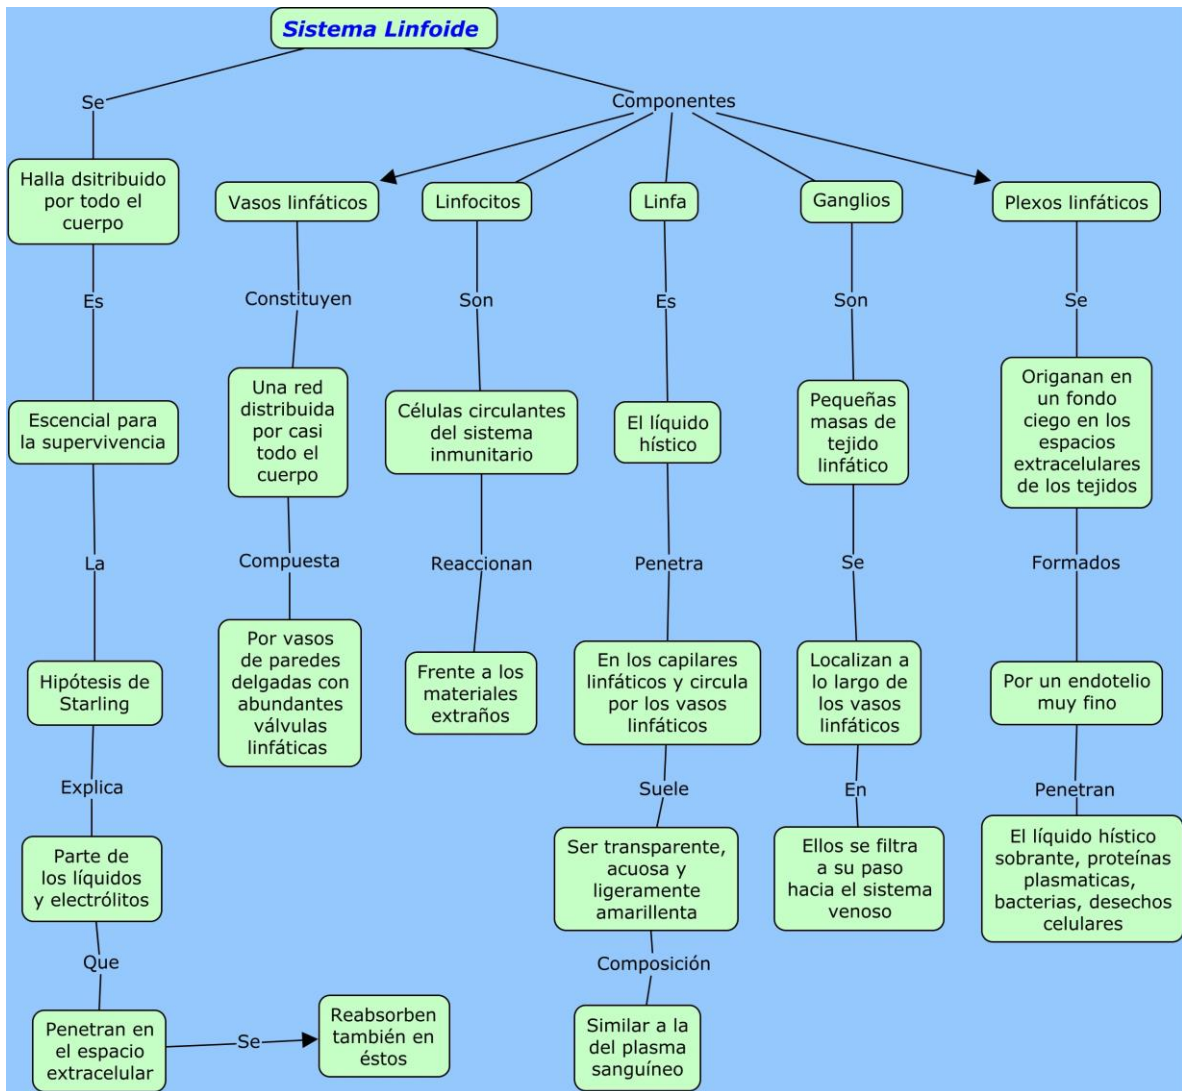 Sistema Linfoide
Se
Componentes
Halla dsitribuido
por todo el
cuerpo
Vasos linfáticos
Linfocitos
Linfa
Ganglios
Plexos linfáticos
Es
Constituyen
Son
Es
Son
Se
Escencial para
la supervivencia
Una red
distribuida
por casi
todo el
cuerpo
Células circulantes
del sistema
inmunitario
El líquido
hístico
Pequeñas
masas de
tejido
linfático
Origanan en
un fondo
ciego en los
espacios
extracelulares
de los tejidos
La
Compuesta
Reaccionan
Penetra
Se
Formados
Hipótesis de
Starling
Por vasos
de paredes
delgadas con
abundantes
válvulas
linfáticas
Frente a los
materiales
extraños
En los capilares
linfáticos y circula
por los vasos
linfáticos
Localizan a
lo largo de
los vasos
linfáticos
Por un endotelio
muy fino
Explica
Suele
En
Penetran
Parte de
los líquidos
y electrólitos
Ser transparente,
acuosa y
ligeramente
amarillenta
Ellos se filtra
a su paso
hacia el sistema
venoso
El líquido hístico
sobrante, proteínas
plasmaticas,
bacterias, desechos
celulares
Que
Composición
Penetran en
el espacio
extracelular
Se
Reabsorben
también en
éstos
Similar a la
del plasma
sanguíneo